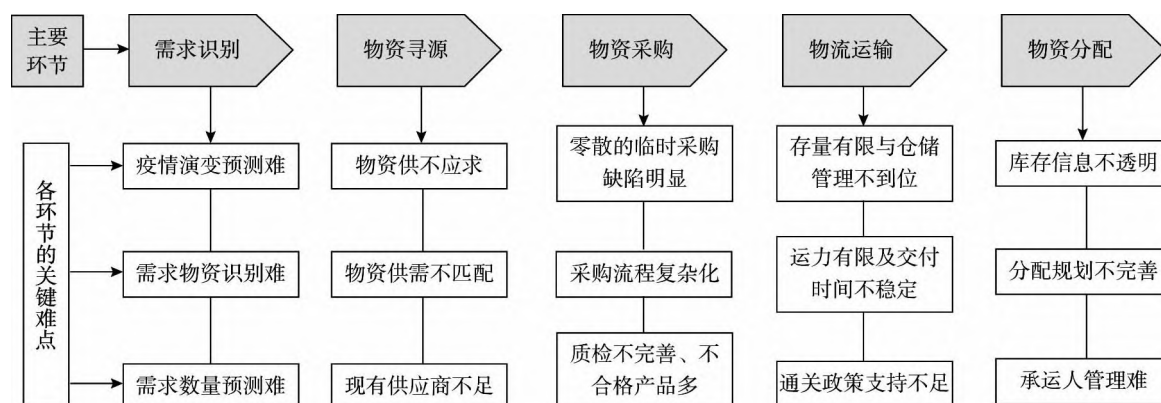 主要
环节
需求识别
物资寻源
物资采购
物流运输
物资分配
各环节的关键难点
疫情演变预测难
物资供不应求
零散的临时采购
缺陷明显
存量有限与仓储
管理不到位
库存信息不透明
需求物资识别难
物资供需不匹配
采购流程复杂化
运力有限及交付
时间不稳定
分配规划不完善
需求数量预测难
现有供应商不足
质检不完善、不
合格产品多
通关政策支持不足
承运人管理难